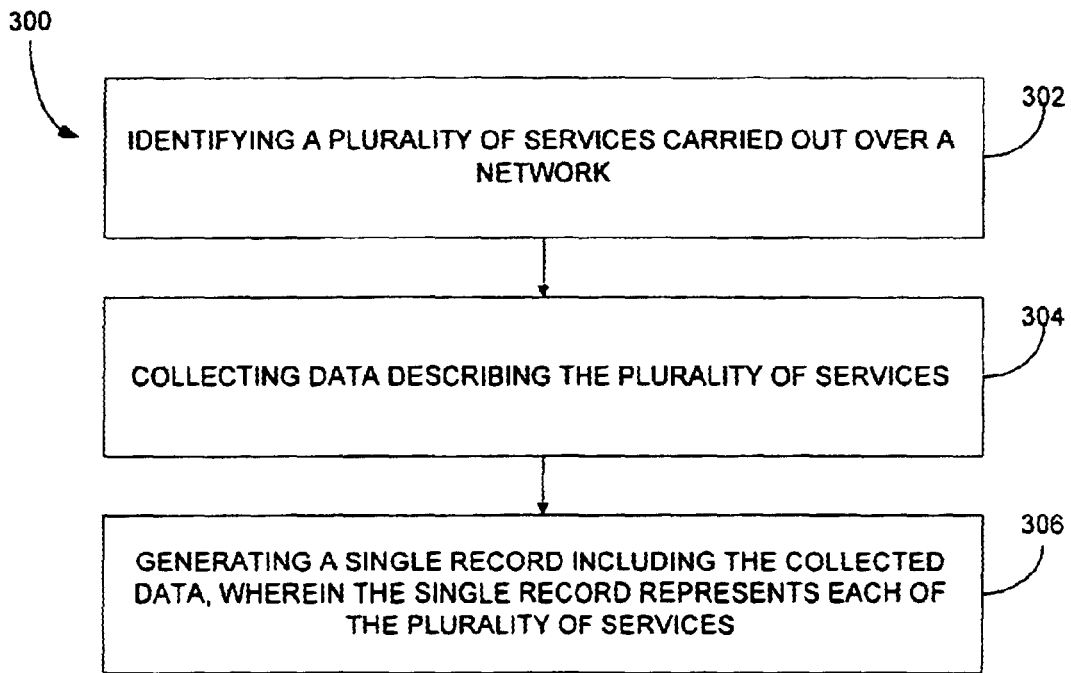 300
302
IDENTIFYING A PLURALITY OF SERVICES CARRIED OUT OVER A
NETWORK
304
COLLECTING DATA DESCRIBING THE PLURALITY OF SERVICES
306
GENERATING A SINGLE RECORD INCLUDING THE COLLECTED
DATA, WHEREIN THE SINGLE RECORD REPRESENTS EACH OF
THE PLURALITY OF SERVICES